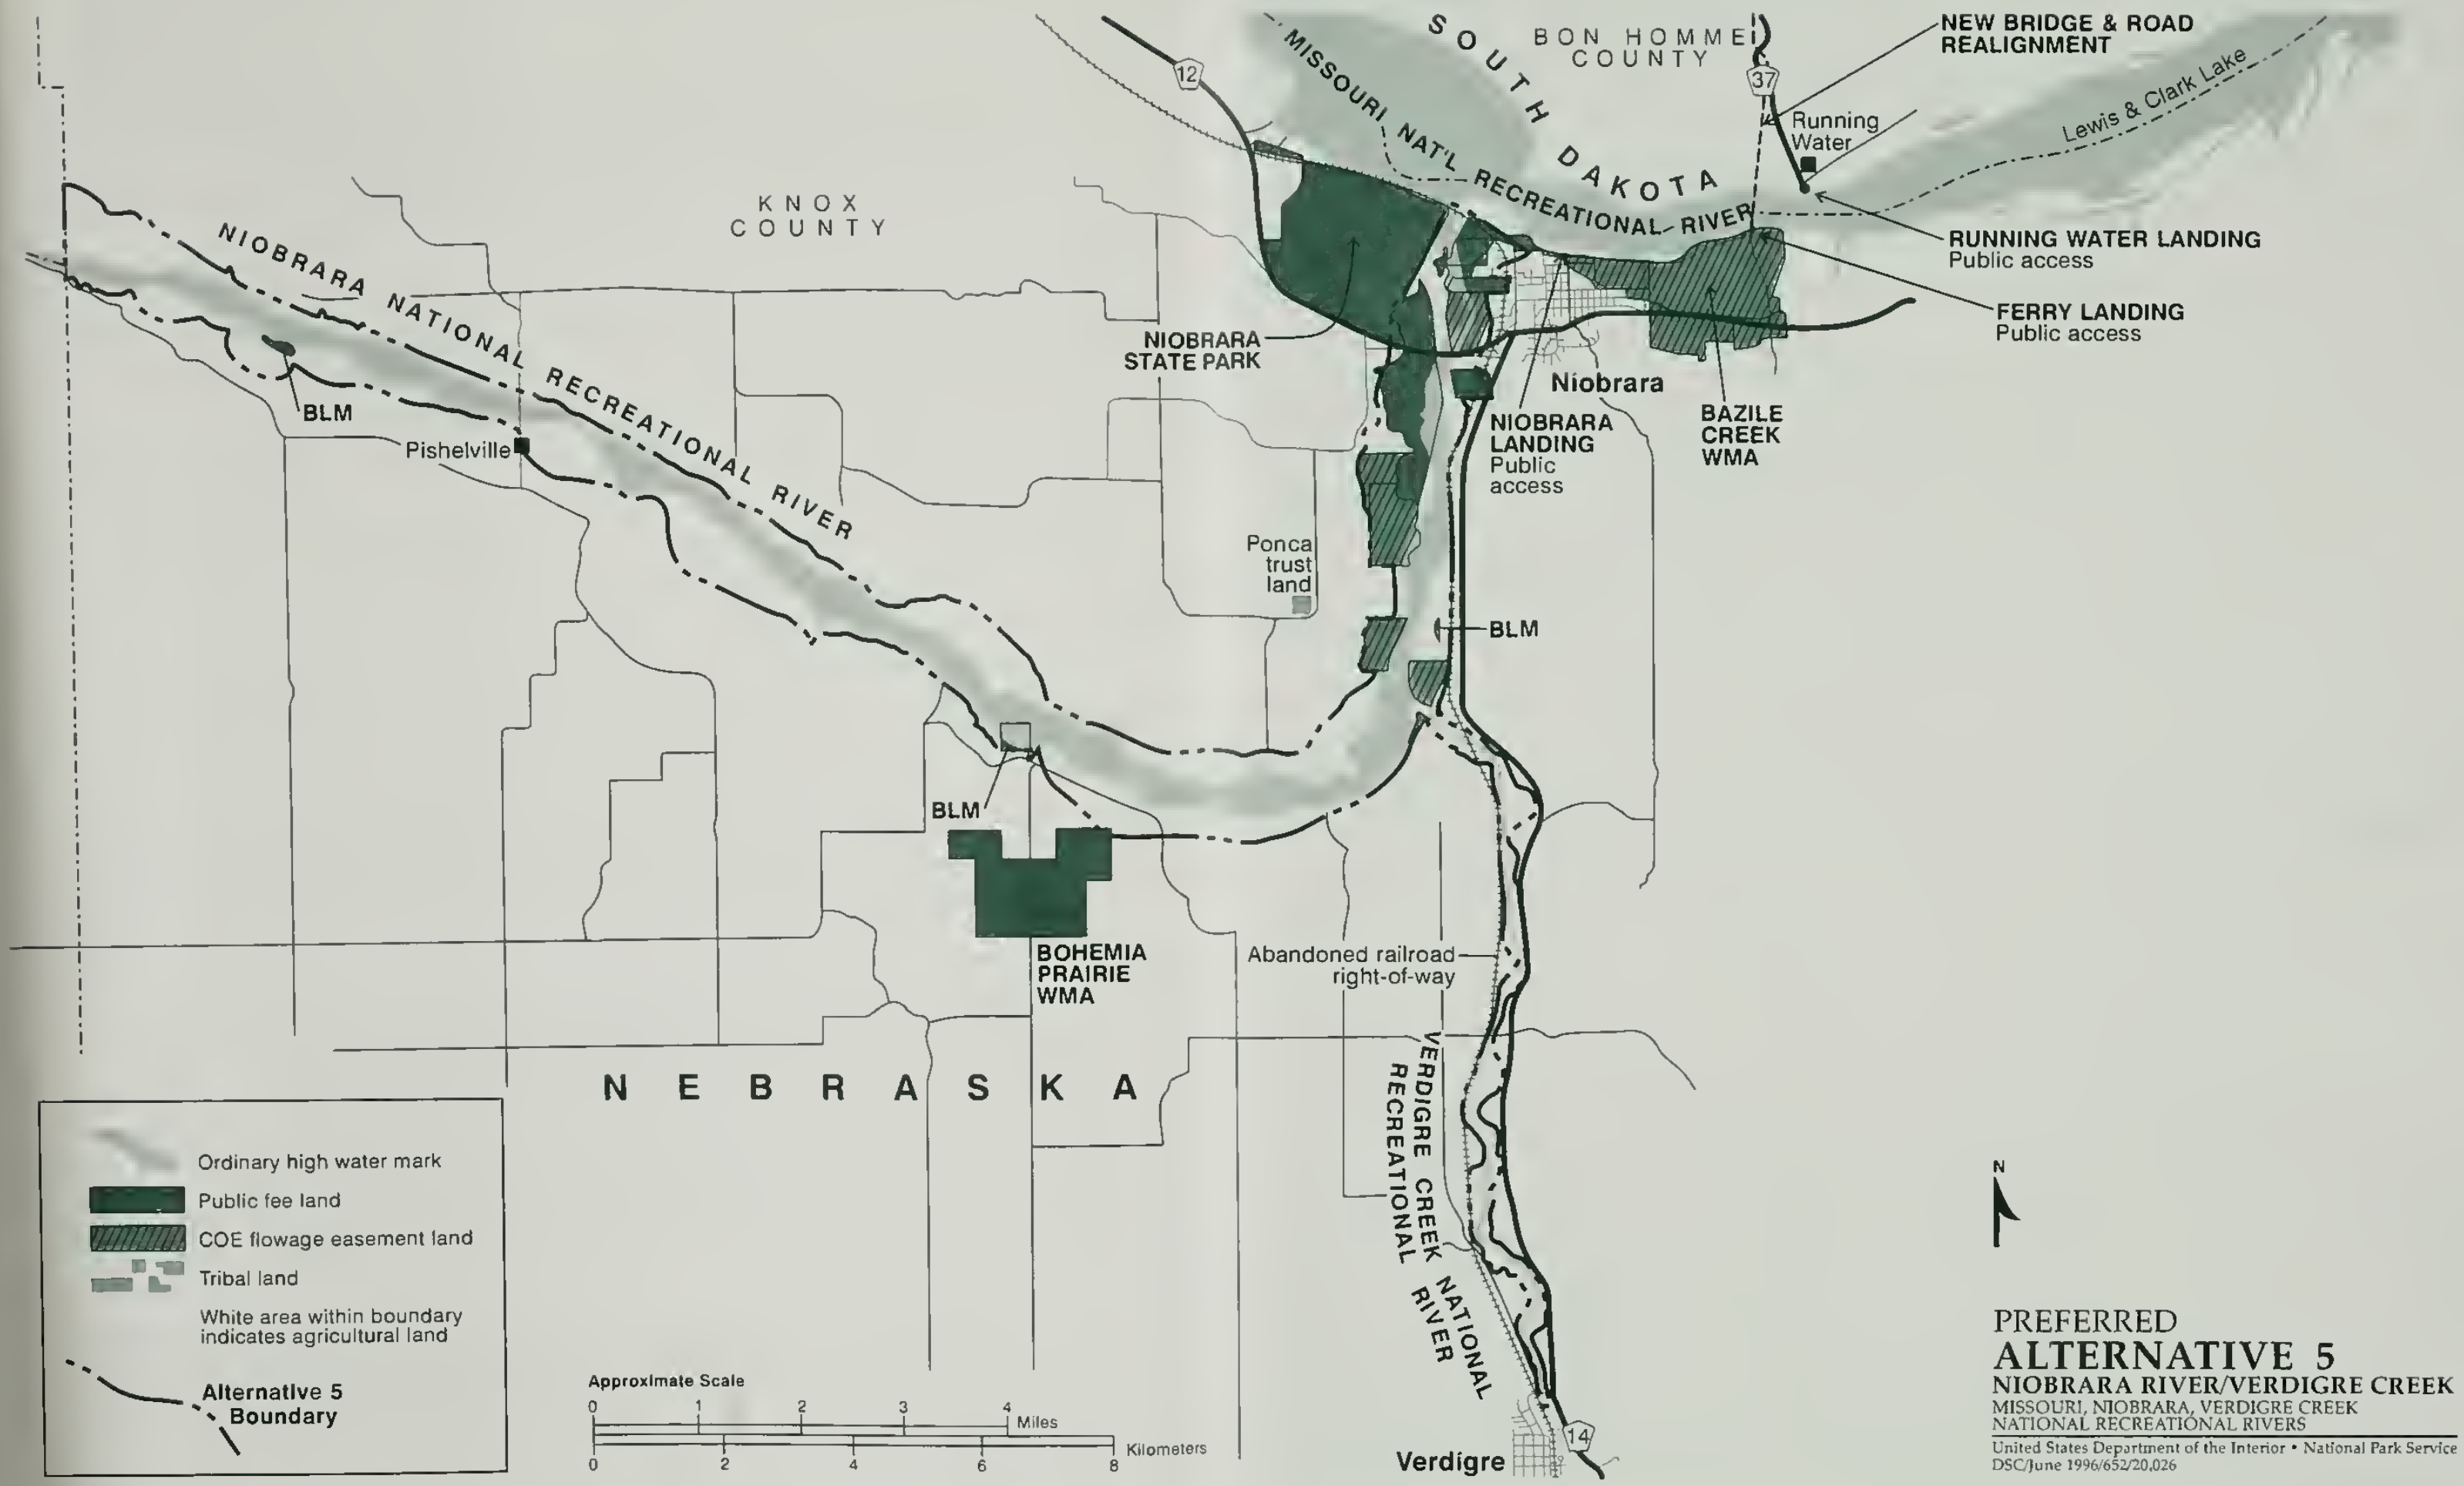 NEW BRIDGE & ROAD
REALIGNMENT
BON HOMME
COUNTY
SOUTH DAKOTA
MISSOURI NAT'L RECREATIONAL RIVER
12
37
Running
Water
Lewis & Clark Lake
KNOX
COUNTY
RUNNING WATER LANDING
Public access
FERRY LANDING
Public access
NIOBRARA NATIONAL RECREATIONAL RIVER
NIOBRARA
STATE PARK
Niobrara
BLM
NIOBRARA
LANDING
Public
access
BAZILE
CREEK
WMA
Pishelville
Ponca
trust
land
BLM
BLM
BOHEMIA
PRAIRIE
WMA
Abandoned railroad
right-of-way
VERDIGRE CREEK NATIONAL
RECREATIONAL RIVER
NEBRASKA
Ordinary high water mark
Public fee land
COE flowage easement land
Tribal land
White area within boundary
indicates agricultural land
Alternative 5
Boundary
Approximate Scale
0 1 2 3 4 Miles
Kilometers
0 2 4 6 8
14
Verdigre
N
PREFERRED
ALTERNATIVE 5
NIOBRARA RIVER/VERDIGRE CREEK
MISSOURI, NIOBRARA, VERDIGRE CREEK
NATIONAL RECREATIONAL RIVERS
United States Department of the Interior • National Park Service
DSC/June 1996/652/20,026